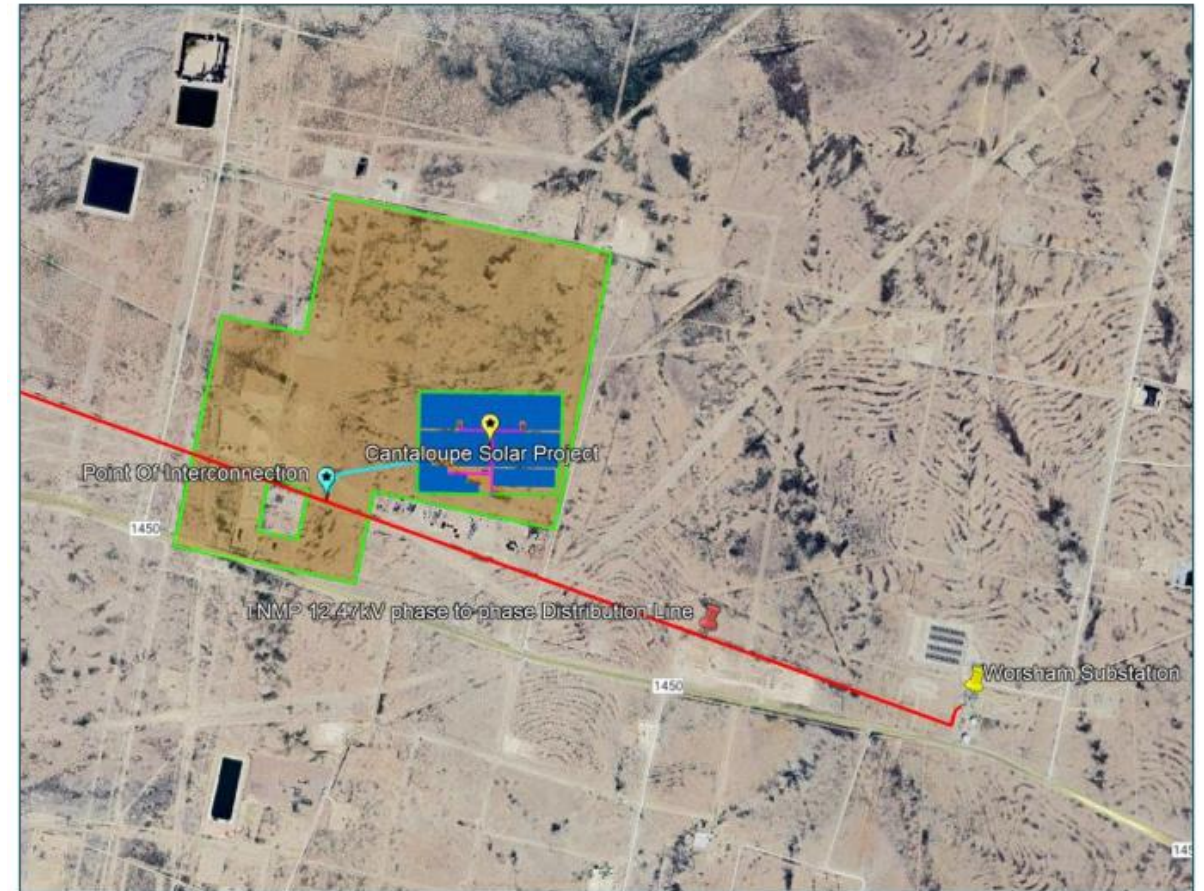 Cantaloupe Solar Project
Point Of Interconnection
1450
TNMP 12.47kV phase to phase Distribution Line
Worsham Substation
1450